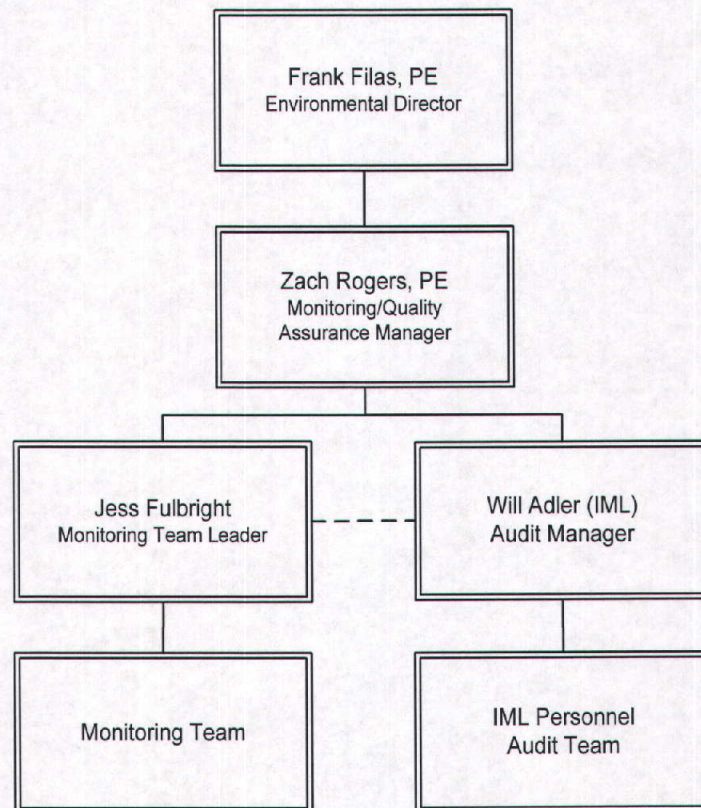 Frank Filas, PE
Environmental Director
Zach Rogers, PE
Monitoring/Quality
Assurance Manager
Jess Fulbright
Monitoring Team Leader
Will Adler (IML)
Audit Manager
Monitoring Team
IML Personnel
Audit Team